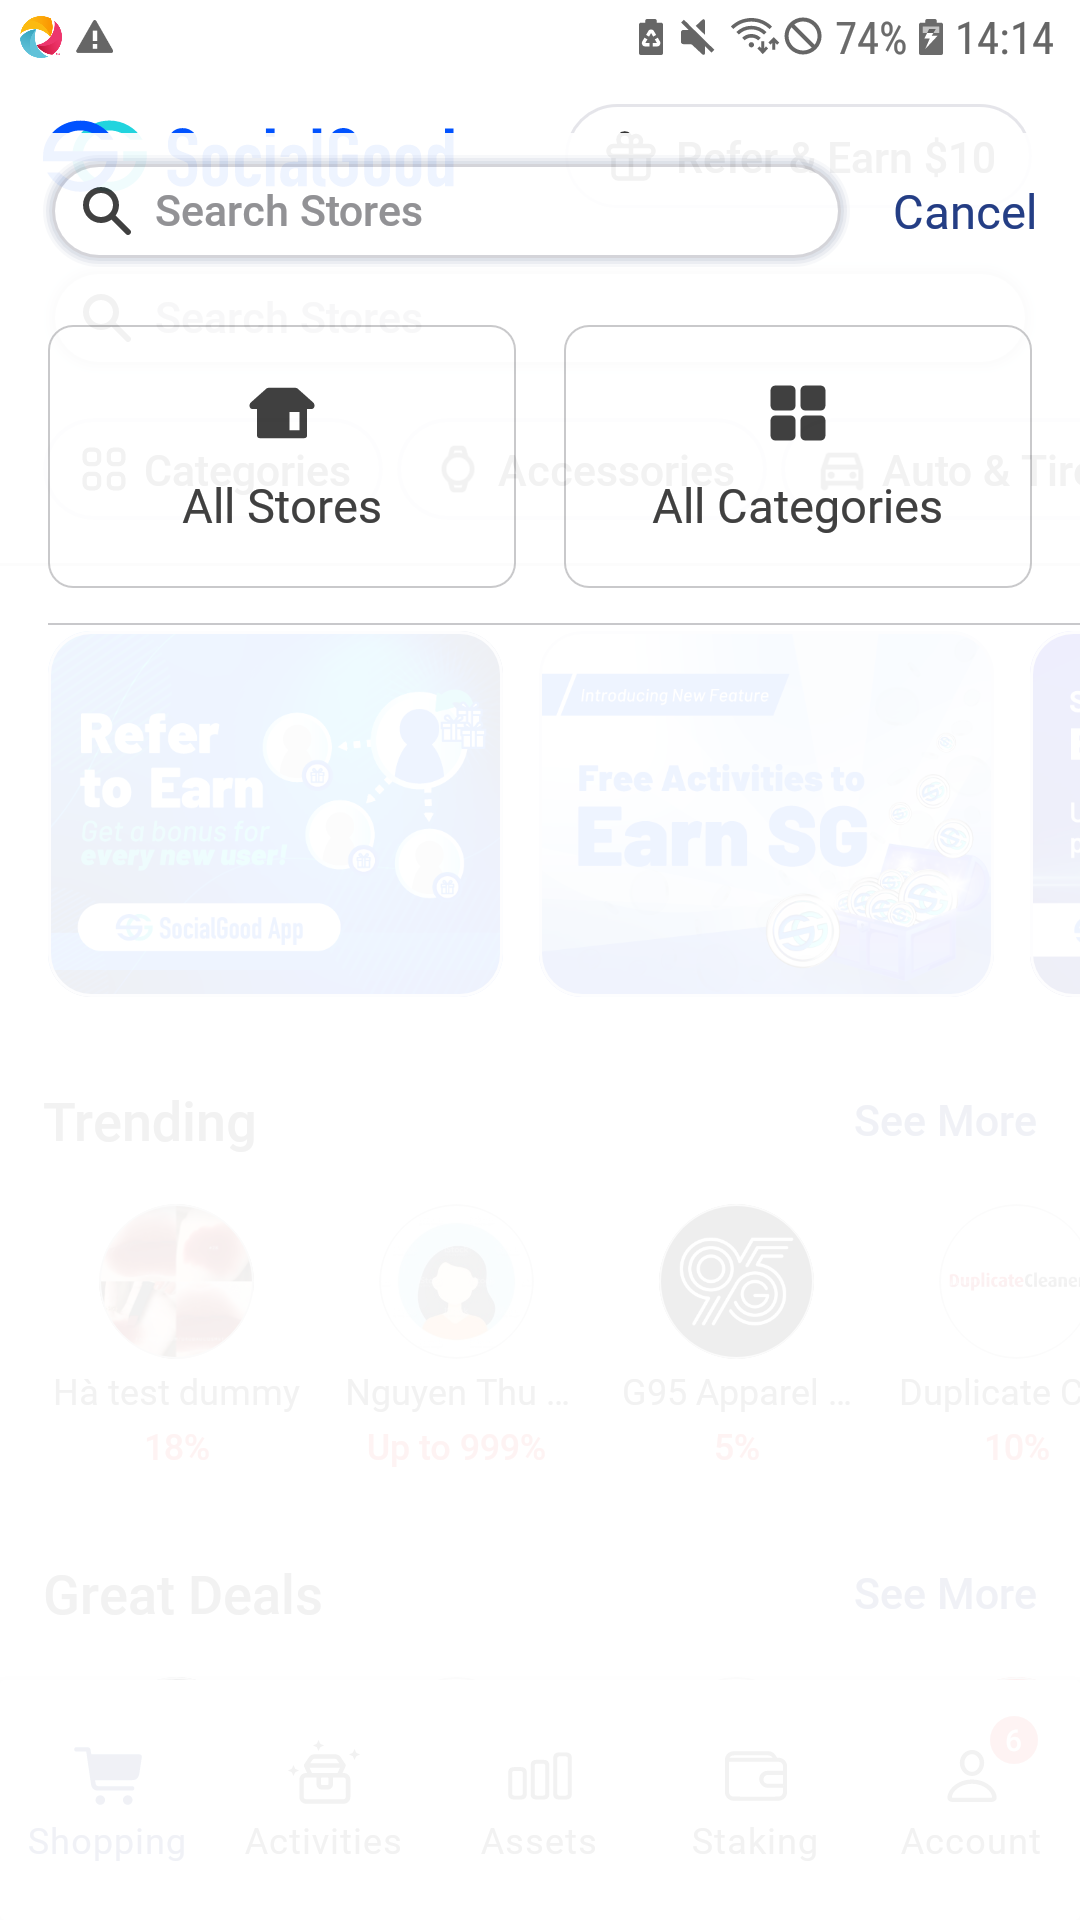 74% 14:14
SocialGood
Refer & Earn $10
Search Stores
Cancel
Search Stores
Categories
Accessories
Auto & Tire
All Stores
All Categories
Refer
to Earn
Get a bonus for
every new user!
SocialGood App
Introducing New Feature
Free Activities to
Earn SG
Trending
See More
Hà test dummy
18%
Nguyen Thu ...
Up to 999%
G95 Apparel ...
5%
DuplicateCleaner
Duplicate C
10%
Great Deals
See More
6
Shopping
Activities
Assets
Staking
Account